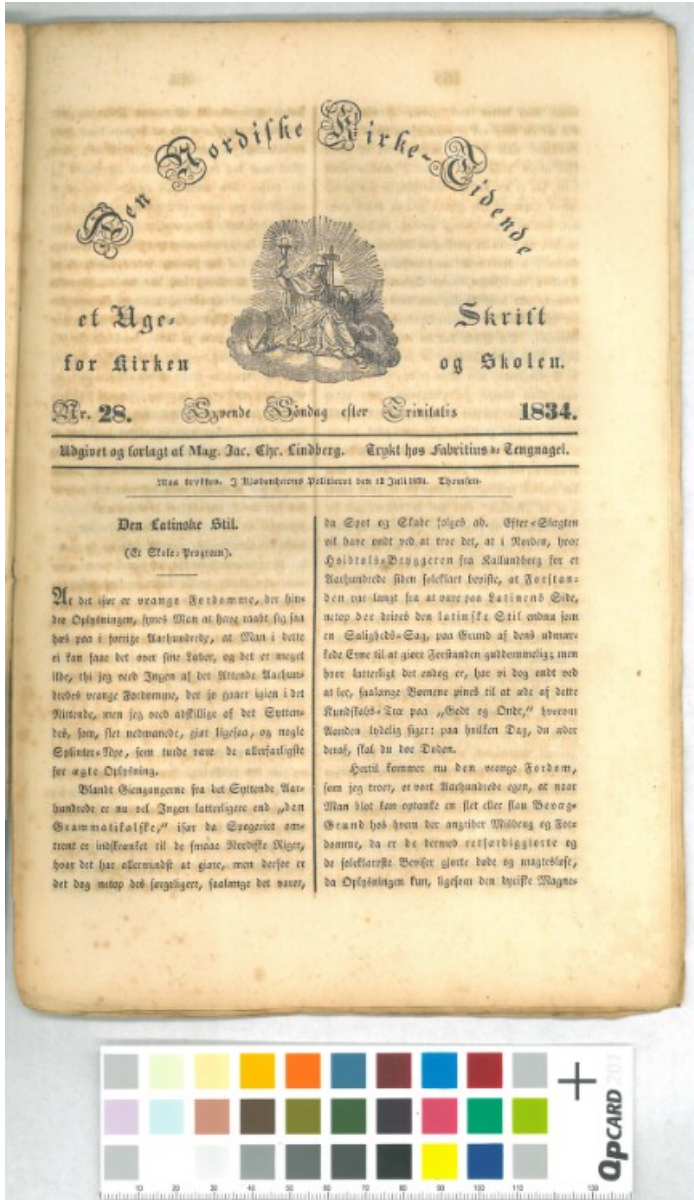 Den Nordiske Kirke-Tidende
et Uge-
Skrift
for Kirken
og Skolen.
Nr. 28. Syvende Söndag efter Trinitatis 1834.
Udgivet og forlagt af Mag. Jac. Chr. Lindberg. Trykt hos Fabritius de Tengnagel.
Maa trykkes. I Kjøbenhavns Politieret den 12 Juli 1834. Thomsen.
Den Latinske Stil.
(Et Skole-Program).
At det især er vrange Fordomme, der hin-
dre Oplysningen, synes Man at have raabt sig saa
hæs paa i forrige Aarhundrede, at Man i dette
ei kan faae det over sine Læber, og det er meget
ilde, thi jeg veed Ingen af det Attende Aarhun-
dredes vrange Fordomme, der jo gaaer igien i det
Nittende, men jeg veed adskillige af det Sytten-
des, som, slet nedmanede, giør ligesaa, og nogle
Splinter-Nye, som turde være de allerfarligste
for ægte Oplysning.
Blandt Giengangerne fra det Syttende Aar-
hundrede er nu vel Ingen latterligere end „den
Grammatikalske,“ især da Spøgeriet om-
trent er indskrænket til de smaae Nordiske Riger,
hvor det har allermindst at giøre, men derfor er
det dog netop des sørgeligere, saalænge det varer,
da Spot og Skade følges ad. Efter-Slægten
vil have ondt ved at troe det, at i Norden, hvor
Hvidtøls-Bryggeren fra Kallundborg for et
Aarhundrede siden soleklart beviste, at Forstan-
den var langt fra at være paa Latinens Side,
netop der drives den latinske Stil endnu som
en Saligheds-Sag, paa Grund af dens udmær-
kede Evne til at giøre Forstanden guddommelig; men
hvor latterligt det endog er, har vi dog ondt ved
at lee, saalænge Børnene pines til at æde af dette
Kundskabs-Træ paa „Godt og Ondt,“ hvorom
Aanden tydelig siger: paa hvilken Dag, du æder
deraf, skal du døe Døden.
Hertil kommer nu den vrange Fordom,
som jeg troer, er vort Aarhundrede egen, at naar
Man blot kan optænke en slet eller slau Bevæg-
Grund hos hvem der angriber Misbrug og For-
domme, da er de dermed retfærdiggjorte og
de soleklareste Beviser gjorte døde og magtesløse,
da Oplysningen kun, ligesom den dyriske Magne-